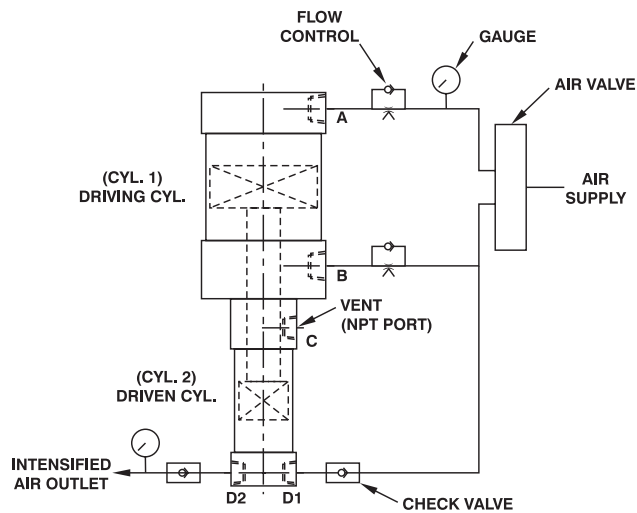 FLOW
CONTROL
GAUGE
AIR VALVE
A
(CYL. 1)
DRIVING CYL.
AIR
SUPPLY
B
VENT
(NPT PORT)
C
(CYL. 2)
DRIVEN CYL.
INTENSIFIED
AIR OUTLET
D2
D1
CHECK VALVE